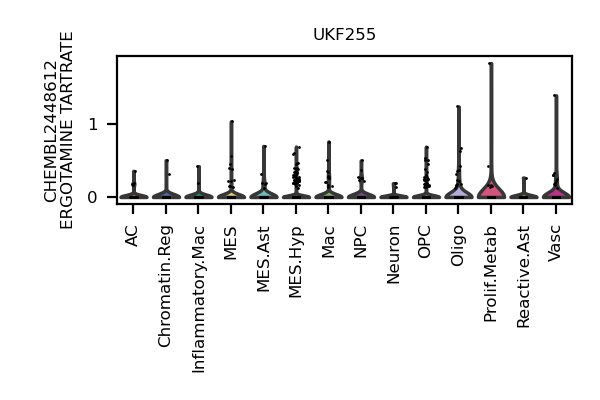 UKF255
CHEMBL2448612
ERGOTAMINE TARTRATE
1
0
AC
Chromatin.Reg
Inflammatory.Mac
MES
MES.Ast
MES.Hyp
Mac
NPC
Neuron
OPC
Oligo
Prolif.Metab
Reactive.Ast
Vasc